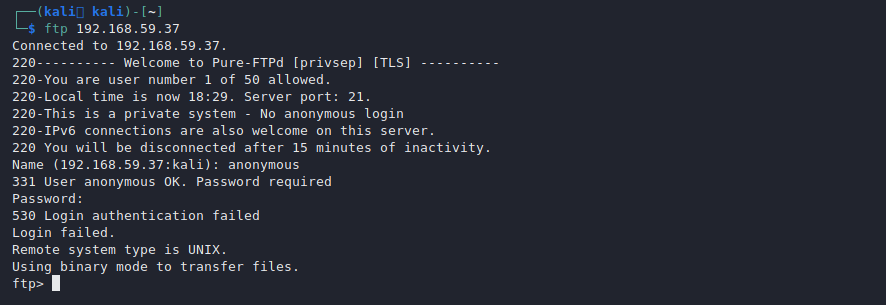 (kali kali)-[~]
$ ftp 192.168.59.37
Connected to 192.168.59.37.
220---------- Welcome to Pure-FTPd [privsep] [TLS] ----------
220-You are user number 1 of 50 allowed.
220-Local time is now 18:29. Server port: 21.
220-This is a private system - No anonymous login
220-IPv6 connections are also welcome on this server.
220 You will be disconnected after 15 minutes of inactivity.
Name (192.168.59.37:kali): anonymous
331 User anonymous OK. Password required
Password:
530 Login authentication failed
Login failed.
Remote system type is UNIX.
Using binary mode to transfer files.
ftp>